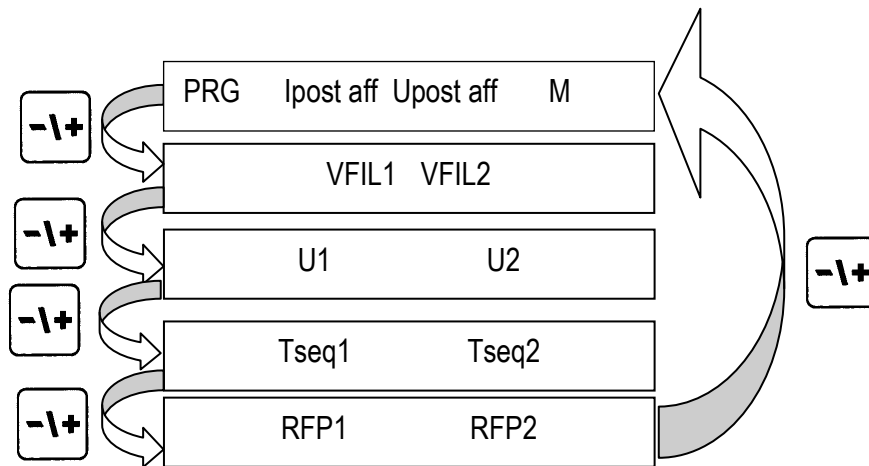 PRG Ipost aff Upost aff M
-\+
VFIL1 VFIL2
-\+
U1 U2
-\+
-\+
Tseq1 Tseq2
-\+
RFP1 RFP2